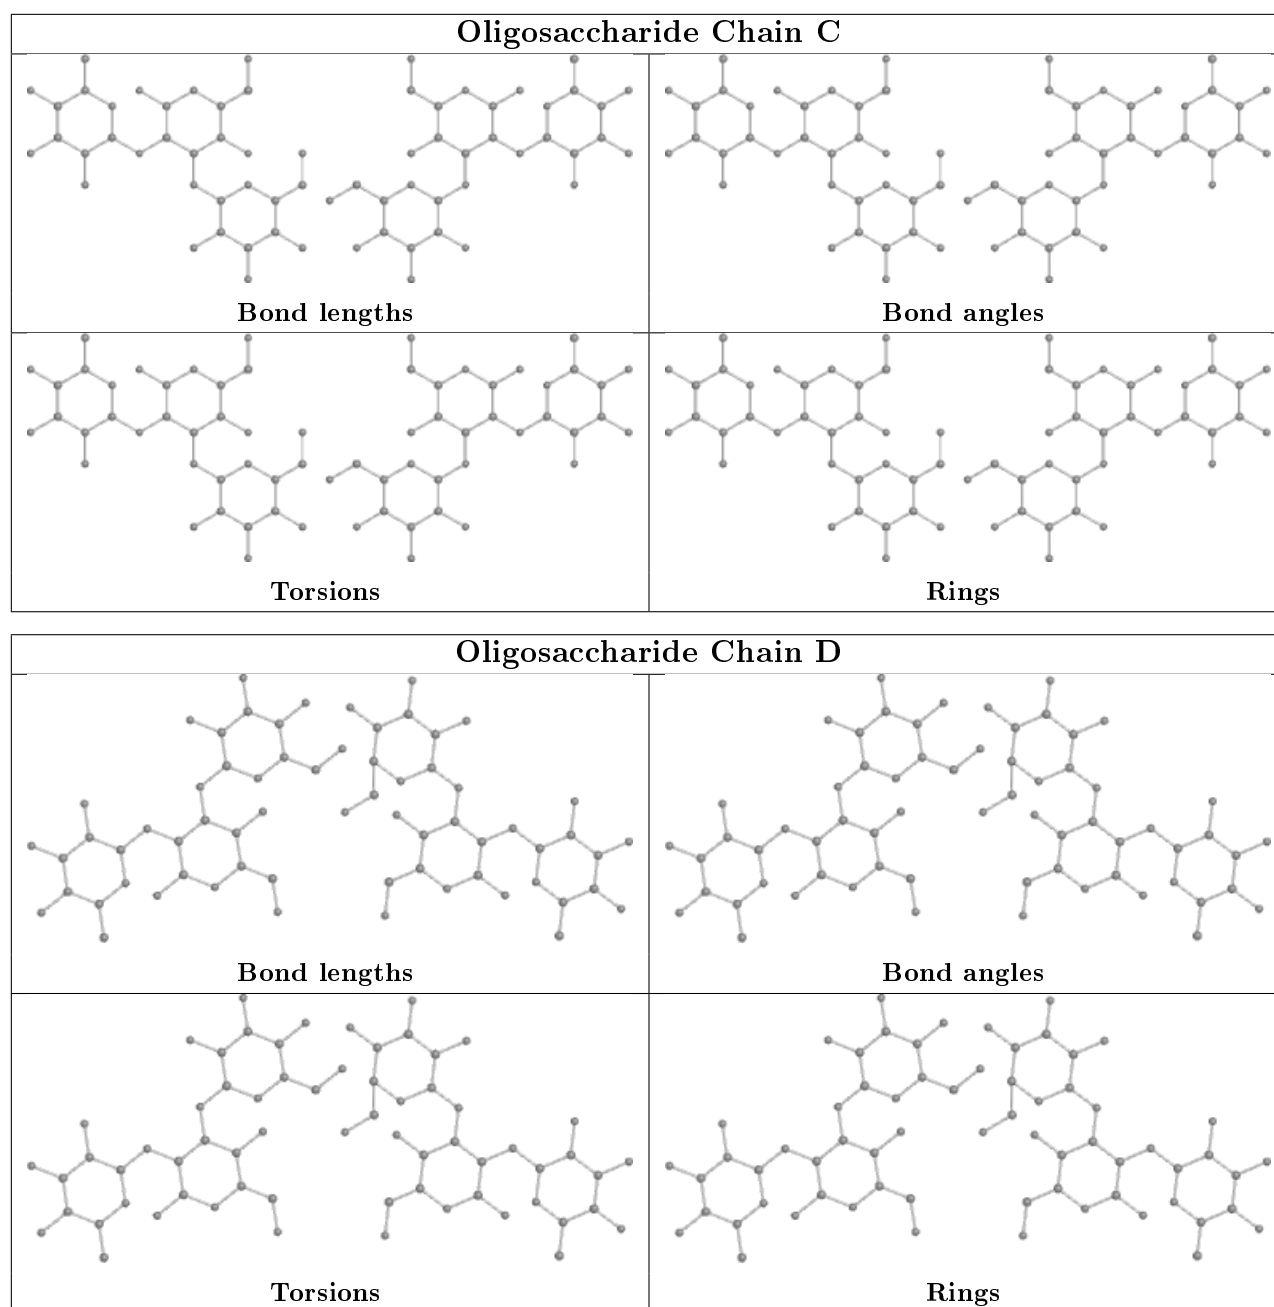 Oligosaccharide Chain C
Bond lengths
Bond angles
Torsions
Rings
Oligosaccharide Chain D
Bond lengths
Bond angles
Torsions
Rings